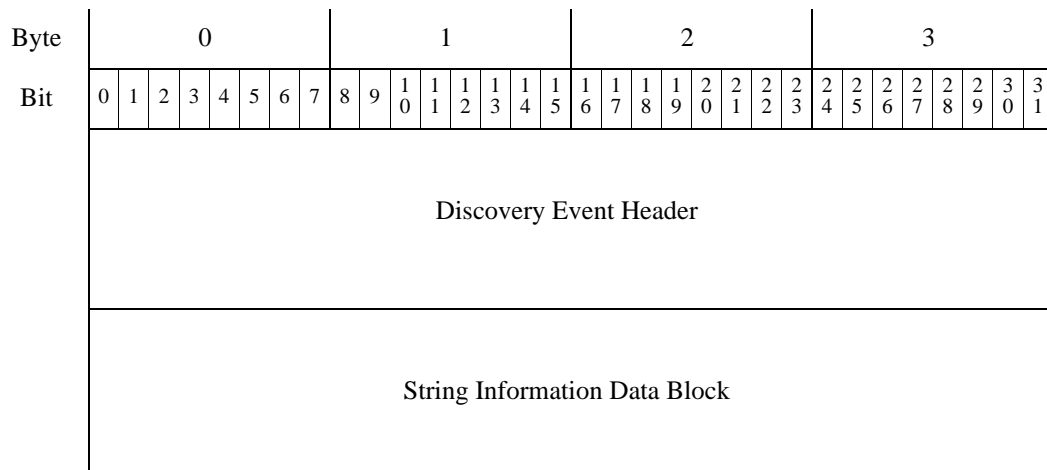 Byte 0 1 2 3
Bit 0 1 2 3 4 5 6 7 8 9 10 11 12 13 14 15 16 17 18 19 20 21 22 23 24 25 26 27 28 29 30 31
Discovery Event Header
String Information Data Block